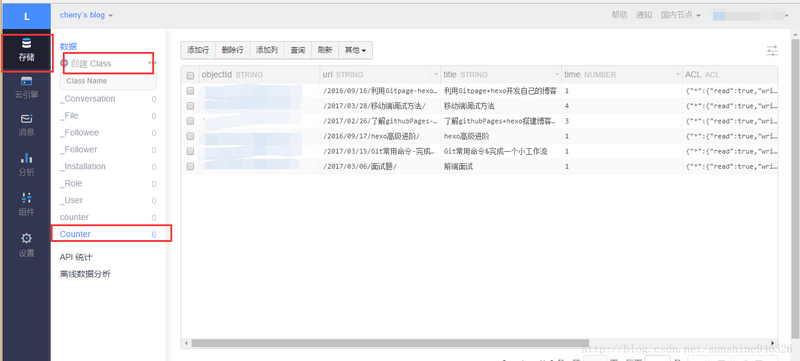 L
cherry's blog
帮助 通知 国内节点
存储
云引擎
消息
分析
组件
设置
数据
创建 Class
Class Name
_Conversation 0
_File 0
_Followee 0
_Follower 0
_Installation 0
_Role 0
_User 0
counter 0
Counter 6
API 统计
离线数据分析
添加行 删除行 添加列 查询 刷新 其他
objectId STRING url STRING title STRING time NUMBER ACL ACL
/2016/09/16/利用Gitpage-hexo… 利用Gitpage+hexo开发自己的博客 1 {"*":{"read":true,"wri…
/2017/03/28/移动端调式方法/ 移动端调式方法 4 {"*":{"read":true,"wri…
/2017/02/26/了解githubPages-… 了解githubPages+hexo搭建博客… 3 {"*":{"read":true,"wri…
/2016/09/17/hexo高级进阶/ hexo高级进阶 1 {"*":{"read":true,"wri…
/2017/03/15/Git常用命令-完成… Git常用命令&完成一个小工作流 1 {"*":{"read":true,"wri…
/2017/03/06/面试题/ 前端面试 1 {"*":{"read":true,"wri…
http://blog.csdn.net/sunshine940326